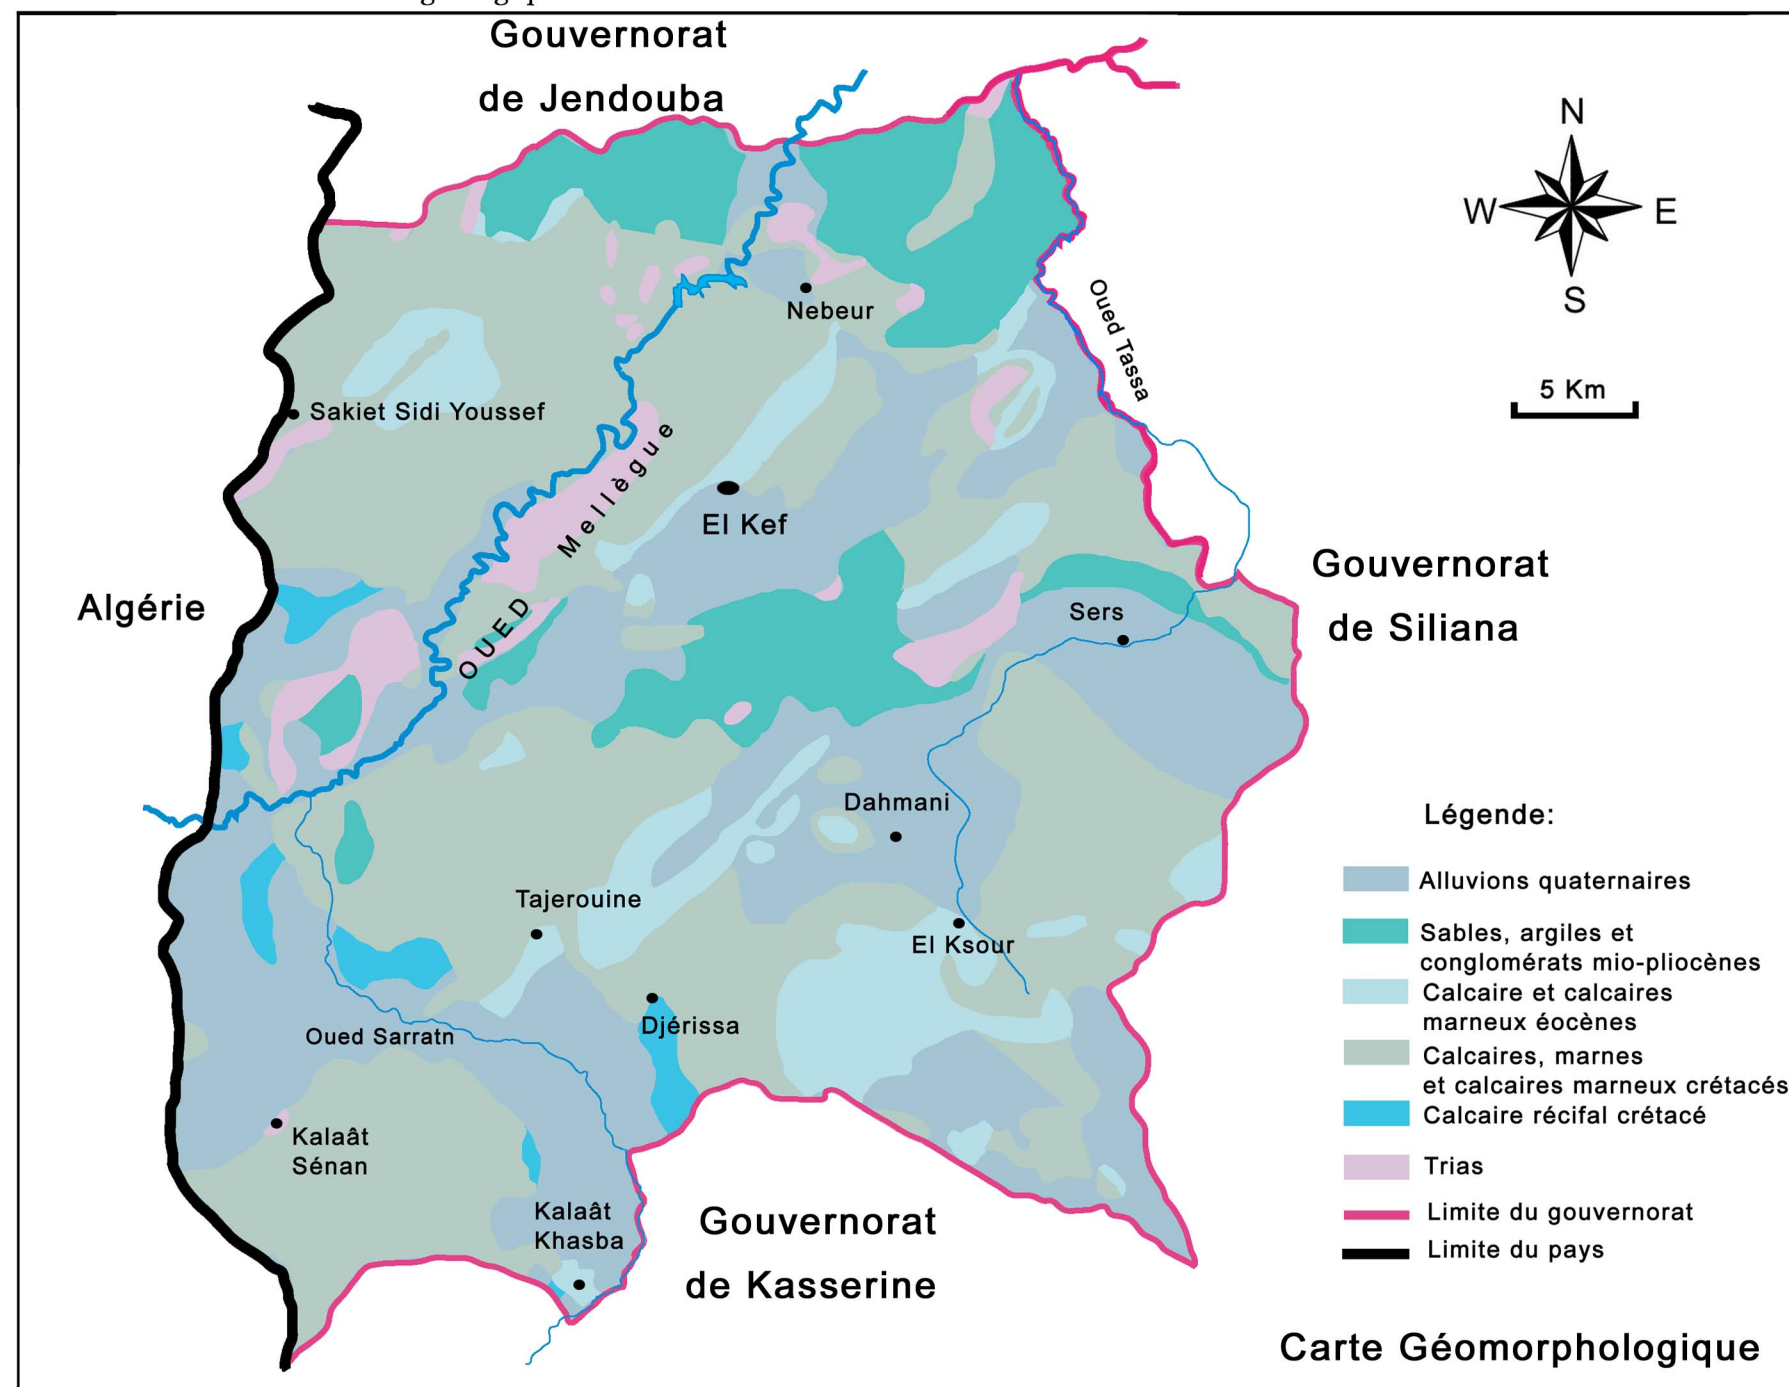 Gouvernorat
de Jendouba
N
W
E
S
Oued Tassa
Nebeur
5 Km
Sakiet Sidi Youssef
OUED Mellègue
El Kef
Algérie
Gouvernorat
de Siliana
Sers
Dahmani
Légende:
Tajerouine
Alluvions quaternaires
El Ksour
Sables, argiles et
conglomérats mio-pliocènes
Calcaire et calcaires
marneux éocènes
Djérissa
Oued Sarratn
Calcaires, marnes
et calcaires marneux crétacés
Calcaire récifal crétacé
Kalaât
Sénan
Trias
Kalaât
Khasba
Gouvernorat
de Kasserine
Limite du gouvernorat
Limite du pays
Carte Géomorphologique